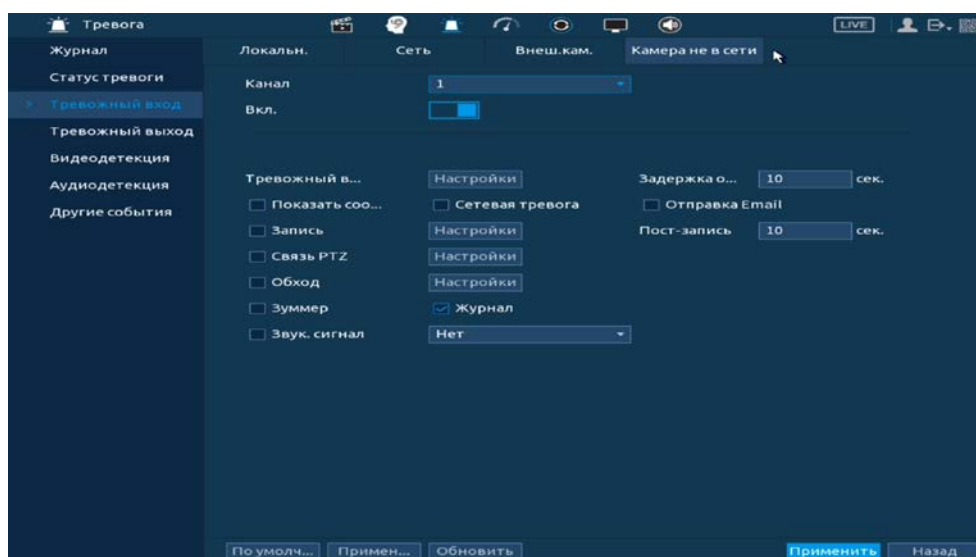 Тревога
LIVE
Журнал
Статус тревоги
> Тревожный вход
Тревожный выход
Видеодетекция
Аудиодетекция
Другие события
Локальн. Сеть Внеш.кам. Камера не в сети
Канал 1
Вкл.
Тревожный в... Настройки Задержка о... 10 сек.
Показать соо... Сетевая тревога Отправка Email
Запись Настройки Пост-запись 10 сек.
Связь PTZ Настройки
Обход Настройки
Зуммер Журнал
Звук. сигнал Нет
По умолч... Примен... Обновить Применить Назад